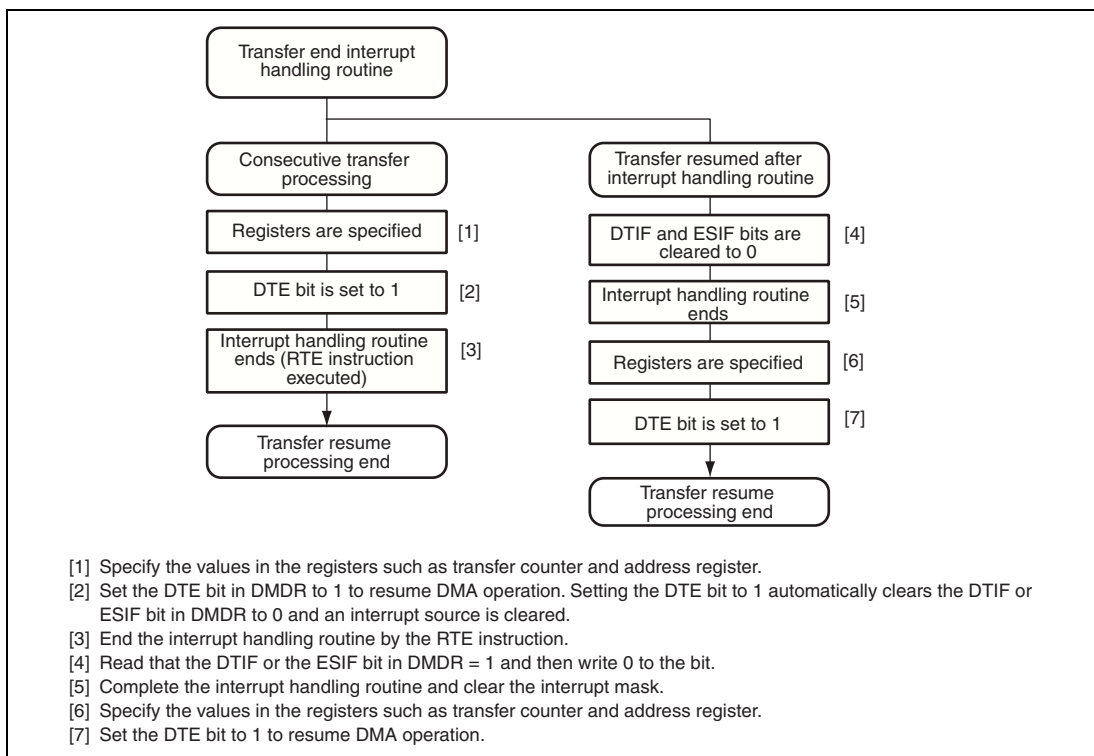 Transfer end interrupt
handling routine
Consecutive transfer
processing
Registers are specified
[1]
DTE bit is set to 1
[2]
Interrupt handling routine
ends (RTE instruction
executed)
[3]
Transfer resume
processing end
Transfer resumed after
interrupt handling routine
DTIF and ESIF bits are
cleared to 0
[4]
Interrupt handling routine
ends
[5]
Registers are specified
[6]
DTE bit is set to 1
[7]
Transfer resume
processing end
[1] Specify the values in the registers such as transfer counter and address register.
[2] Set the DTE bit in DMDR to 1 to resume DMA operation. Setting the DTE bit to 1 automatically clears the DTIF or
ESIF bit in DMDR to 0 and an interrupt source is cleared.
[3] End the interrupt handling routine by the RTE instruction.
[4] Read that the DTIF or the ESIF bit in DMDR = 1 and then write 0 to the bit.
[5] Complete the interrupt handling routine and clear the interrupt mask.
[6] Specify the values in the registers such as transfer counter and address register.
[7] Set the DTE bit to 1 to resume DMA operation.